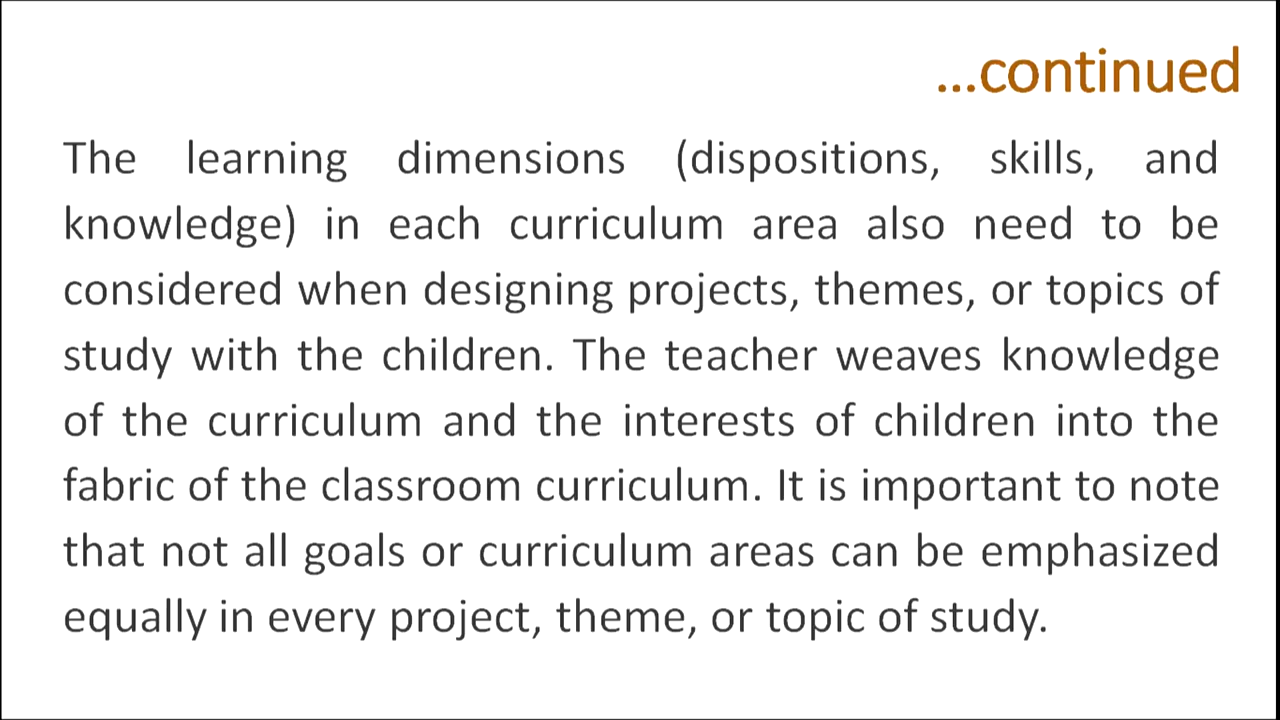 ...continued
The learning dimensions (dispositions, skills, and
knowledge) in each curriculum area also need to be
considered when designing projects, themes, or topics of
study with the children. The teacher weaves knowledge
of the curriculum and the interests of children into the
fabric of the classroom curriculum. It is important to note
that not all goals or curriculum areas can be emphasized
equally in every project, theme, or topic of study.